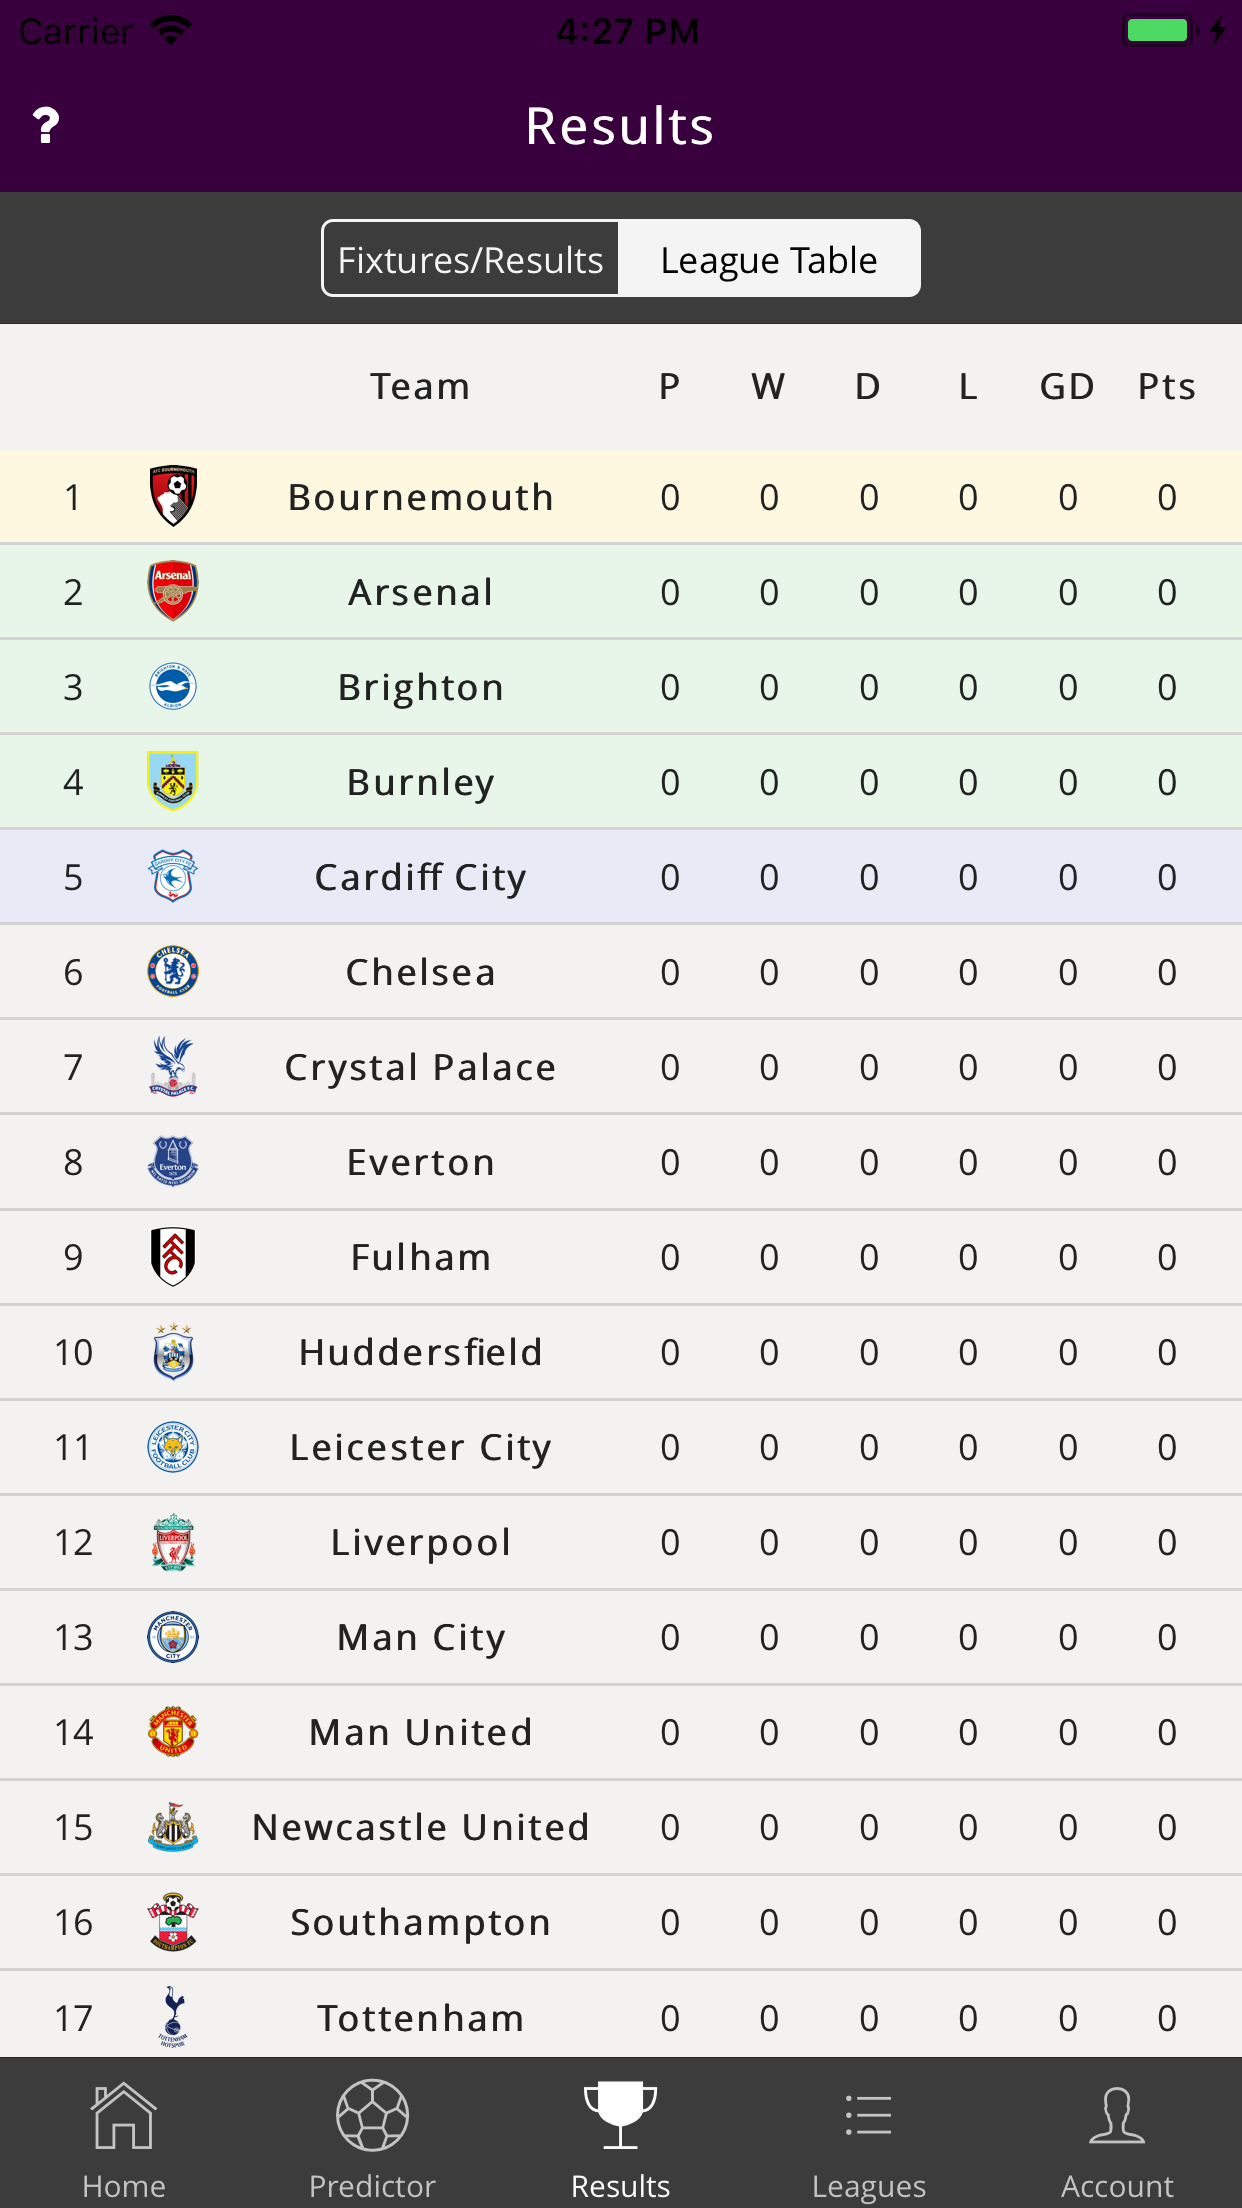 Carrier 4:27 PM
? Results
Fixtures/Results League Table
Team P W D L GD Pts
1 Bournemouth 0 0 0 0 0 0
2 Arsenal 0 0 0 0 0 0
3 Brighton 0 0 0 0 0 0
4 Burnley 0 0 0 0 0 0
5 Cardiff City 0 0 0 0 0 0
6 Chelsea 0 0 0 0 0 0
7 Crystal Palace 0 0 0 0 0 0
8 Everton 0 0 0 0 0 0
9 Fulham 0 0 0 0 0 0
10 Huddersfield 0 0 0 0 0 0
11 Leicester City 0 0 0 0 0 0
12 Liverpool 0 0 0 0 0 0
13 Man City 0 0 0 0 0 0
14 Man United 0 0 0 0 0 0
15 Newcastle United 0 0 0 0 0 0
16 Southampton 0 0 0 0 0 0
17 Tottenham 0 0 0 0 0 0
Home Predictor Results Leagues Account